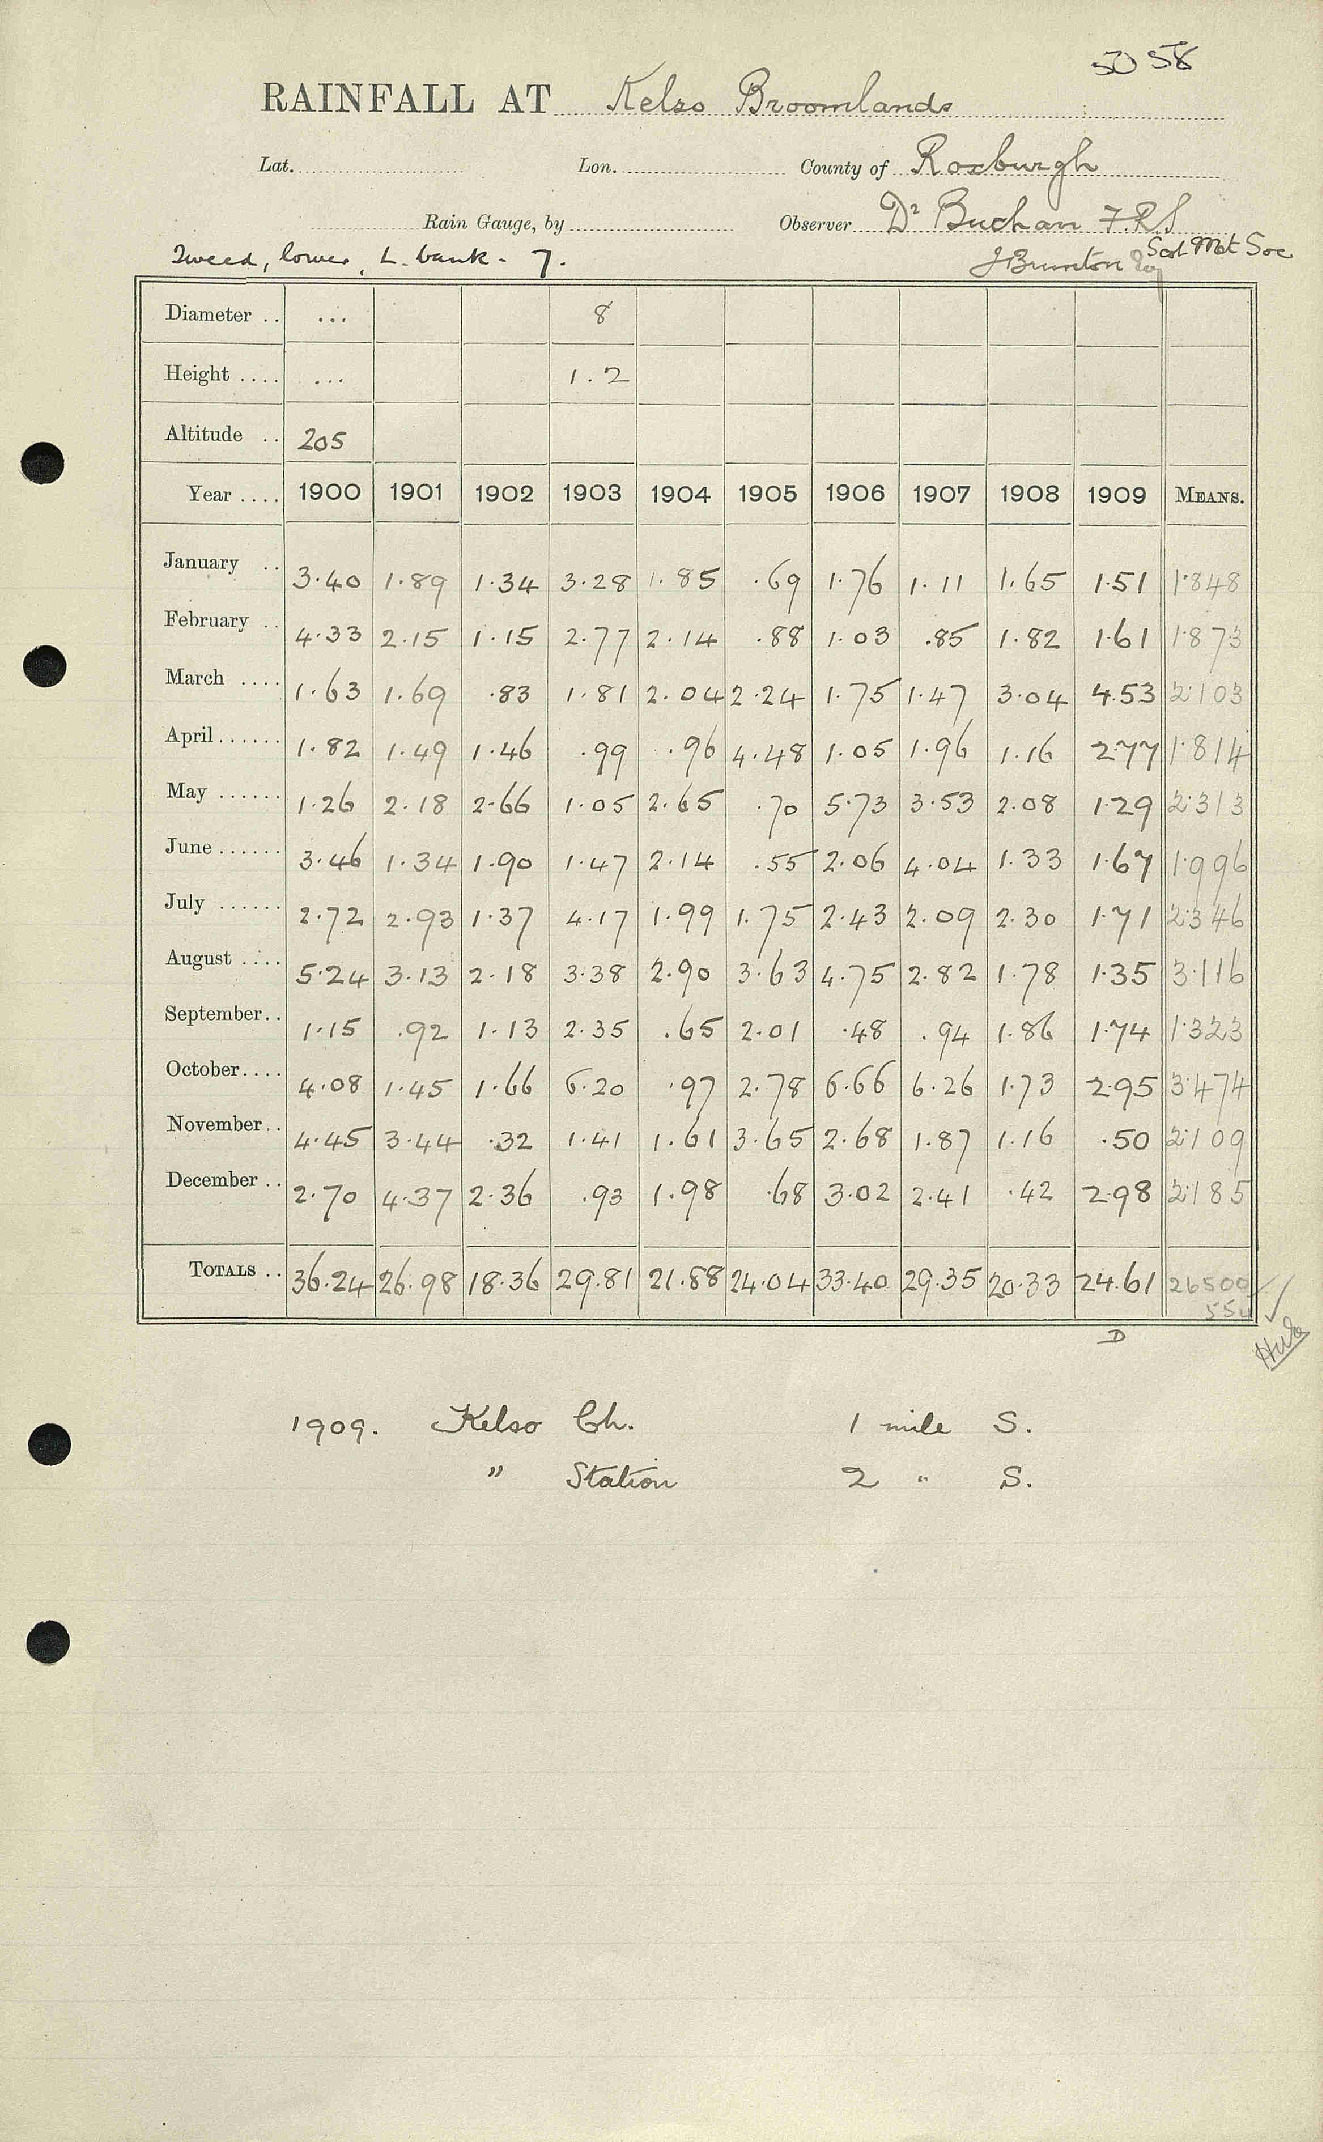 5058
RAINFALL AT Kelso Broomlands
Lat. Lon. County of Roxburgh
Rain Gauge, by Observer Dr Buchan F.R.S
Tweed, lower, L. bank. 7. J Brunton Esq Scot Met Soc
Diameter .. ... 8
Height .... ... 1.2
Altitude .. 205
Year .... 1900 1901 1902 1903 1904 1905 1906 1907 1908 1909 MEANS.
January .. 3.40 1.89 1.34 3.28 1.85 .69 1.76 1.11 1.65 1.51 1.848
February .. 4.33 2.15 1.15 2.77 2.14 .88 1.03 .85 1.82 1.61 1.873
March .... 1.63 1.69 .83 1.81 2.04 2.24 1.75 1.47 3.04 4.53 2.103
April...... 1.82 1.49 1.46 .99 .96 4.48 1.05 1.96 1.16 2.77 1.814
May ...... 1.26 2.18 2.66 1.05 2.65 .70 5.73 3.53 2.08 1.29 2.313
June ...... 3.46 1.34 1.90 1.47 2.14 .55 2.06 4.04 1.33 1.67 1.996
July ...... 2.72 2.93 1.37 4.17 1.99 1.75 2.43 2.09 2.30 1.71 2.346
August .... 5.24 3.13 2.18 3.38 2.90 3.63 4.75 2.82 1.78 1.35 3.116
September.. 1.15 .92 1.13 2.35 .65 2.01 .48 .94 1.86 1.74 1.323
October.... 4.08 1.45 1.66 6.20 .97 2.78 6.66 6.26 1.73 2.95 3.474
November.. 4.45 3.44 .32 1.41 1.61 3.65 2.68 1.87 1.16 .50 2.109
December .. 2.70 4.37 2.36 .93 1.98 .68 3.02 2.41 .42 2.98 2.185
TOTALS .. 36.24 26.98 18.36 29.81 21.88 24.04 33.40 29.35 20.33 24.61 26500
D
1909. Kelso Ch. 1 mile S.
" Station 2 " S.